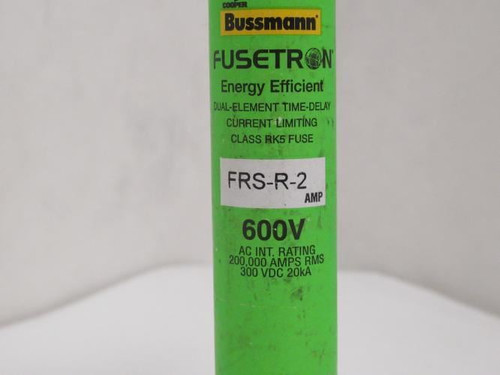 COOPER
Bussmann®
FUSETRON®
Energy Efficient
DUAL-ELEMENT TIME-DELAY
CURRENT LIMITING
CLASS RK5 FUSE
FRS-R-2
AMP
600V
AC INT. RATING
200,000 AMPS RMS
300 VDC 20kA